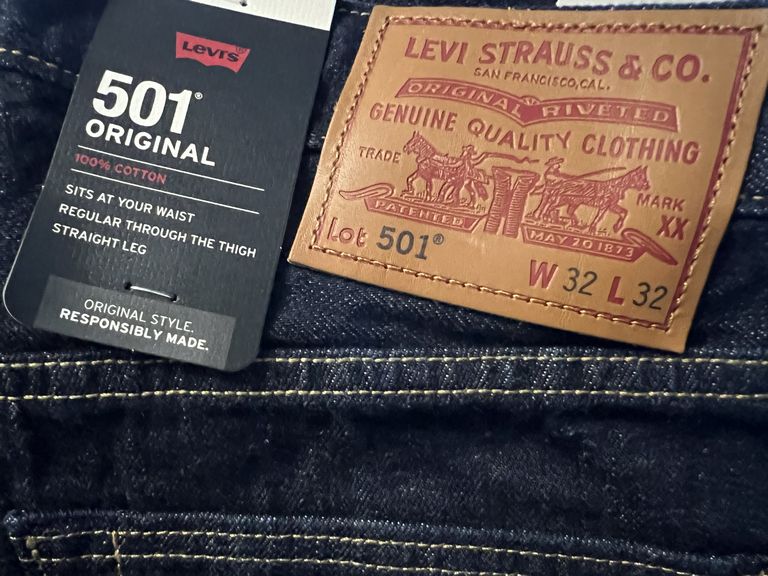 Levi's
501®
ORIGINAL
100% COTTON
SITS AT YOUR WAIST
REGULAR THROUGH THE THIGH
STRAIGHT LEG
ORIGINAL STYLE.
RESPONSIBLY MADE.
LEVI STRAUSS & CO.
SAN FRANCISCO, CAL.
ORIGINAL RIVETED
GENUINE QUALITY CLOTHING
TRADE MARK
PATENTED XX
MAY 20 1873
Lot 501®
W 32 L 32